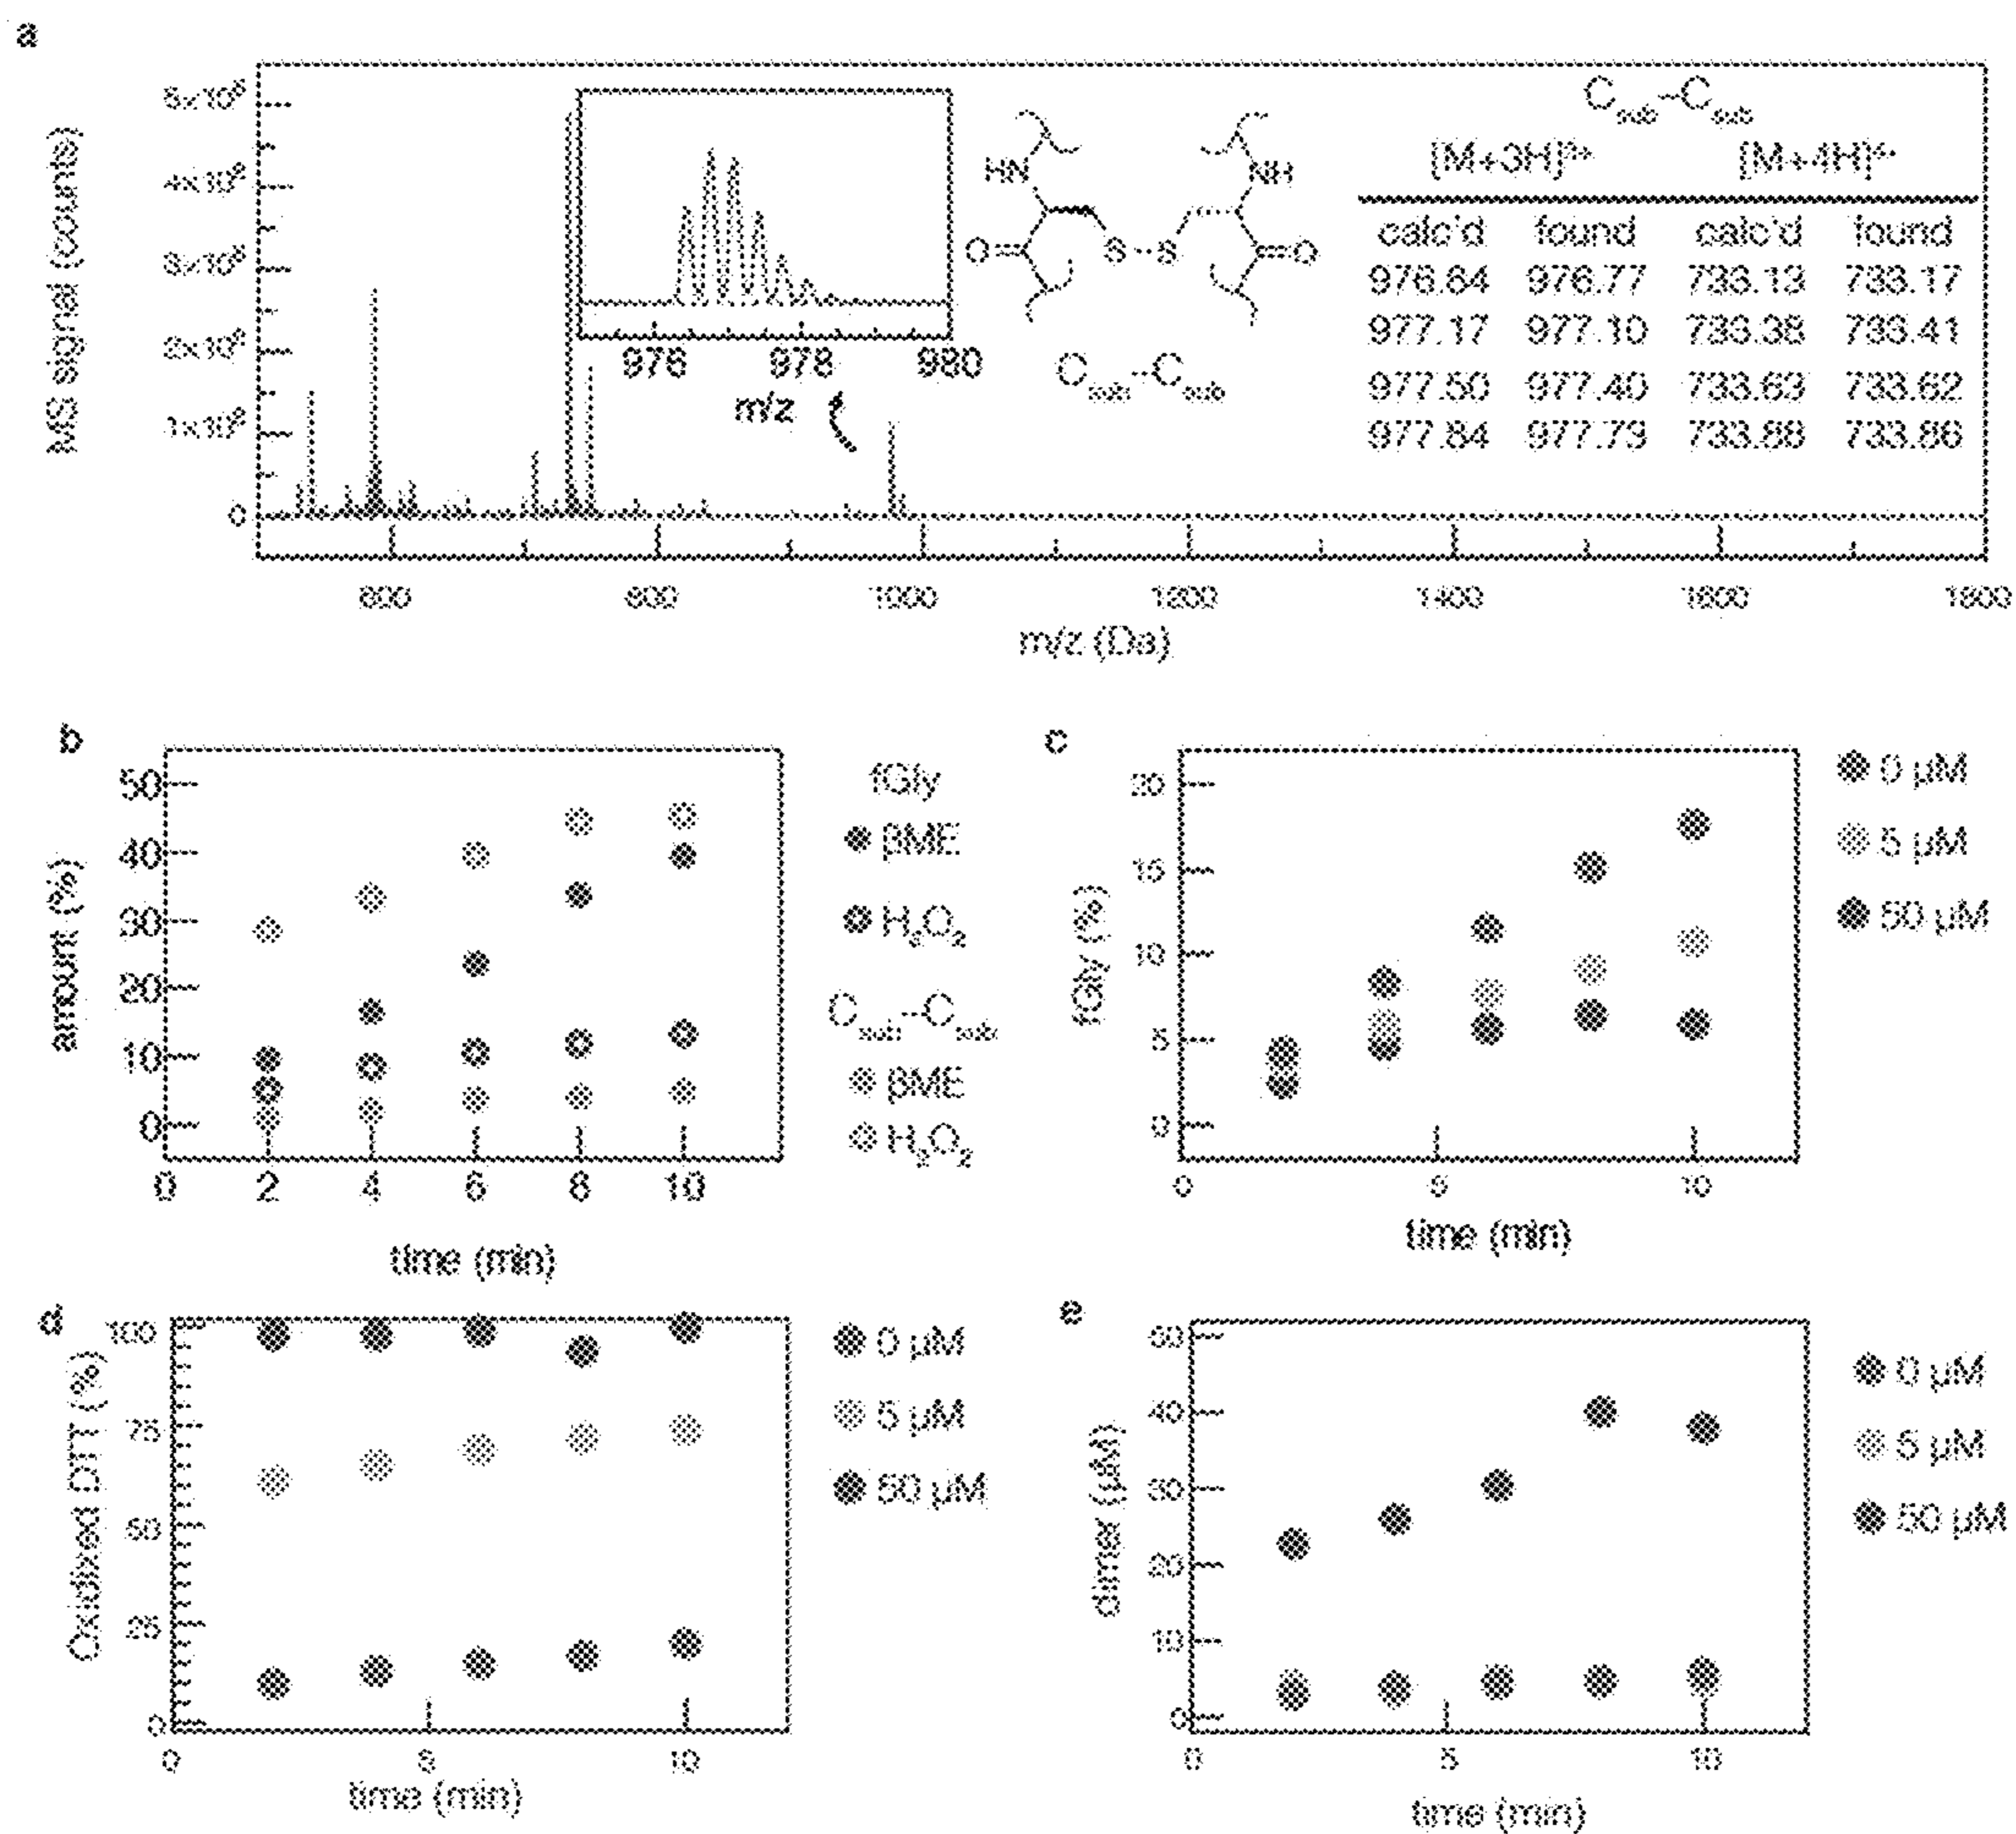 a
MS signal (counts)
0
976 978 980
m/z
HN NH
O S S O
Csub-Csub
Csub-Csub
[M+3H]³⁺ [M+4H]⁴⁺
calc'd found calc'd found
976.84 976.77 733.13 733.17
977.17 977.10 733.38 733.41
977.50 977.40 733.63 733.62
977.84 977.73 733.88 733.86
800 1000 1200 1400 1600 1800
m/z (Da)
b
amount (%)
50
40
30
20
10
0
0 2 4 6 8 10
time (min)
fGly
βME
H₂O₂
Csub-Csub
βME
H₂O₂
c
fGly (%)
20
15
10
5
0
0 5 10
time (min)
0 µM
5 µM
50 µM
d
Oxidized DTT (%)
100
75
50
25
0
0 5 10
time (min)
0 µM
5 µM
50 µM
e
dimer (µM)
50
40
30
20
10
0
0 5 10
time (min)
0 µM
5 µM
50 µM